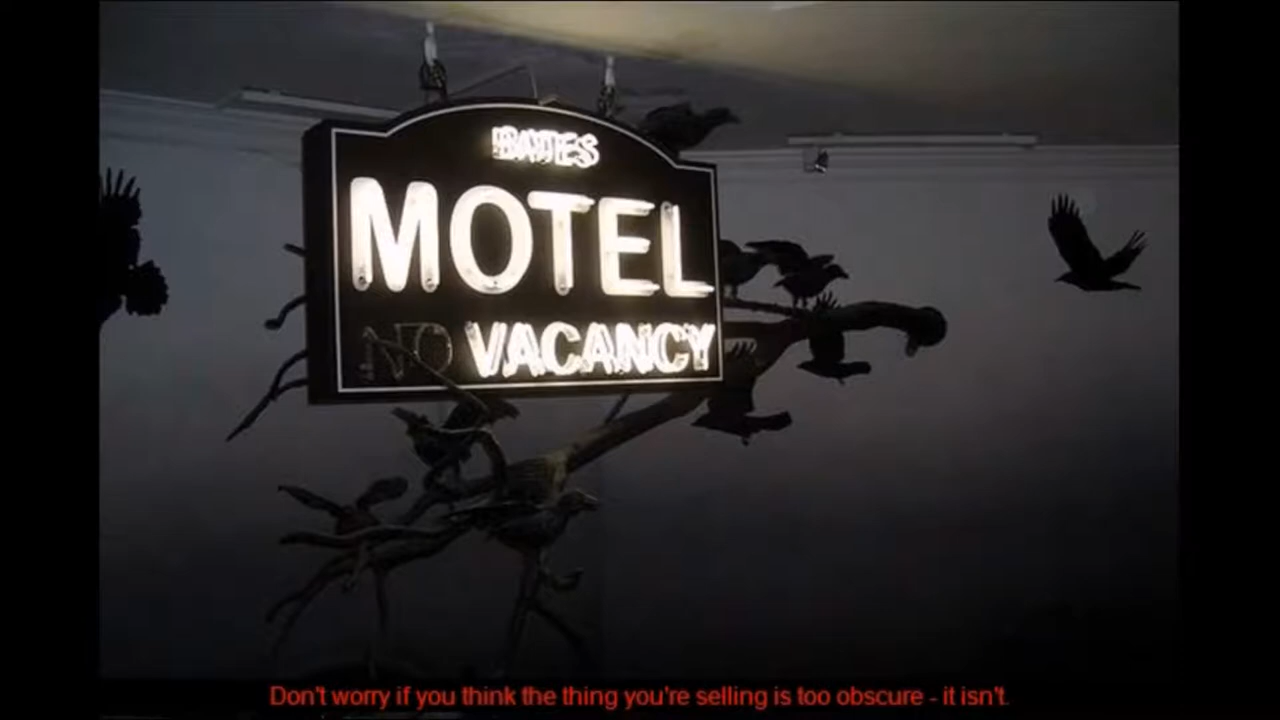 BATES
MOTEL
NO VACANCY
Don't worry if you think the thing you're selling is too obscure - it isn't.